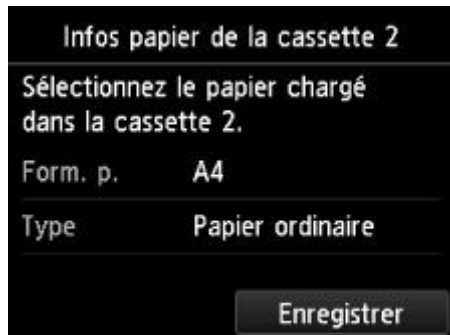 Infos papier de la cassette 2
Sélectionnez le papier chargé
dans la cassette 2.
Form. p. A4
Type Papier ordinaire
Enregistrer